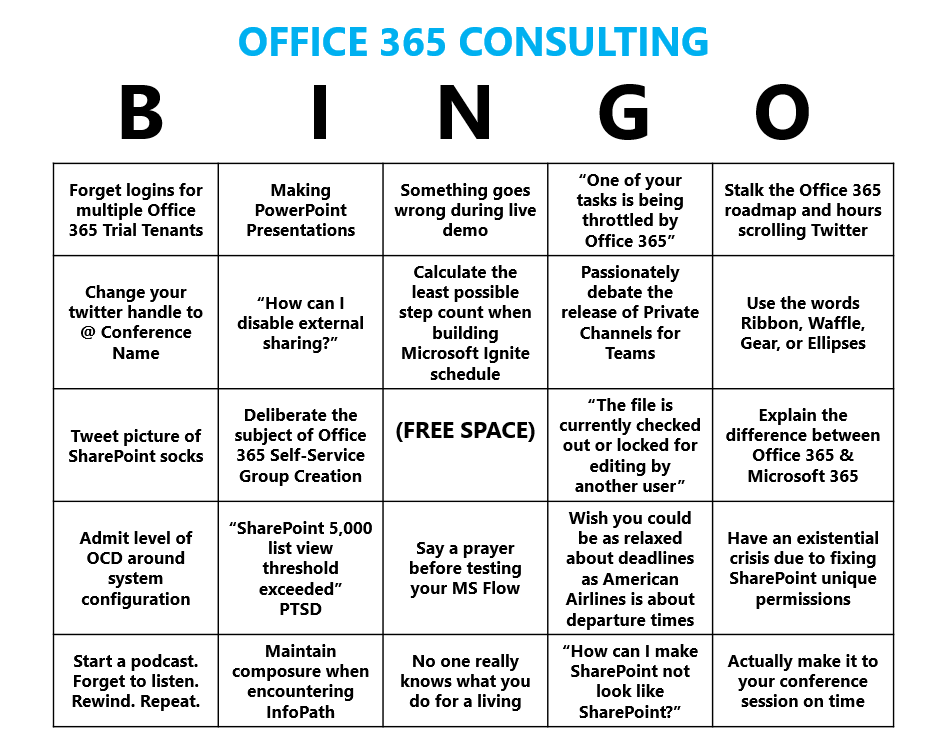 OFFICE 365 CONSULTING
B I N G O
Forget logins for
multiple Office
365 Trial Tenants
Making
PowerPoint
Presentations
Something goes
wrong during live
demo
“One of your
tasks is being
throttled by
Office 365”
Stalk the Office 365
roadmap and hours
scrolling Twitter
Change your
twitter handle to
@ Conference
Name
“How can I
disable external
sharing?”
Calculate the
least possible
step count when
building
Microsoft Ignite
schedule
Passionately
debate the
release of Private
Channels for
Teams
Use the words
Ribbon, Waffle,
Gear, or Ellipses
Tweet picture of
SharePoint socks
Deliberate the
subject of Office
365 Self-Service
Group Creation
(FREE SPACE)
“The file is
currently checked
out or locked for
editing by
another user”
Explain the
difference between
Office 365 &
Microsoft 365
Admit level of
OCD around
system
configuration
“SharePoint 5,000
list view
threshold
exceeded”
PTSD
Say a prayer
before testing
your MS Flow
Wish you could
be as relaxed
about deadlines
as American
Airlines is about
departure times
Have an existential
crisis due to fixing
SharePoint unique
permissions
Start a podcast.
Forget to listen.
Rewind. Repeat.
Maintain
composure when
encountering
InfoPath
No one really
knows what you
do for a living
“How can I make
SharePoint not
look like
SharePoint?”
Actually make it to
your conference
session on time